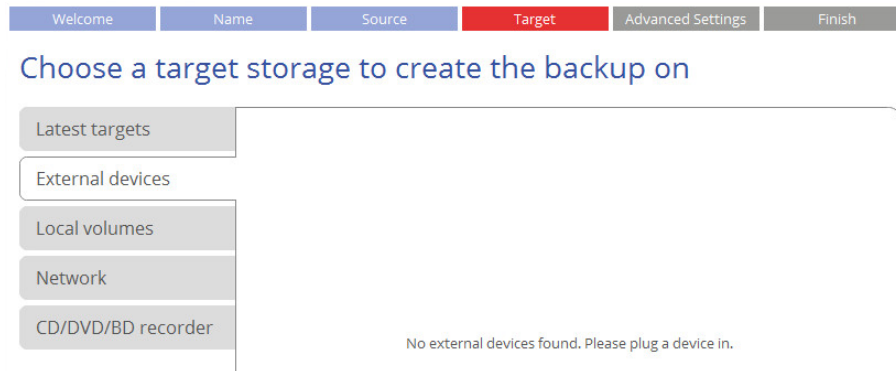 Welcome Name Source Target Advanced Settings Finish
Choose a target storage to create the backup on
Latest targets
External devices
Local volumes
Network
CD/DVD/BD recorder
No external devices found. Please plug a device in.